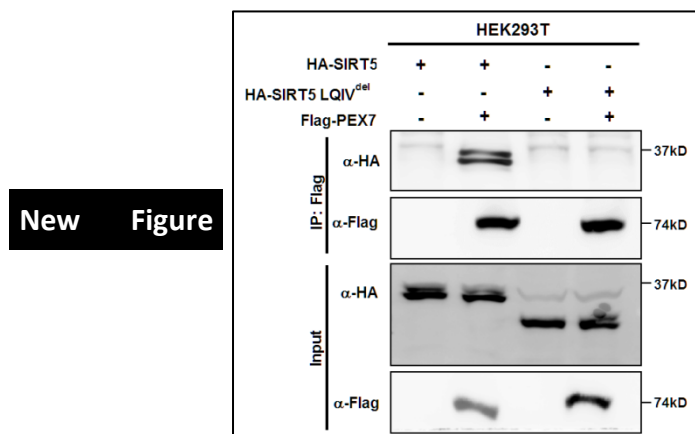 HEK293T
HA-SIRT5 + + - -
HA-SIRT5 LQIV^del - - + +
Flag-PEX7 - + - +
IP: Flag
α-HA 37kD
α-Flag 74kD
New Figure
Input
α-HA 37kD
α-Flag 74kD